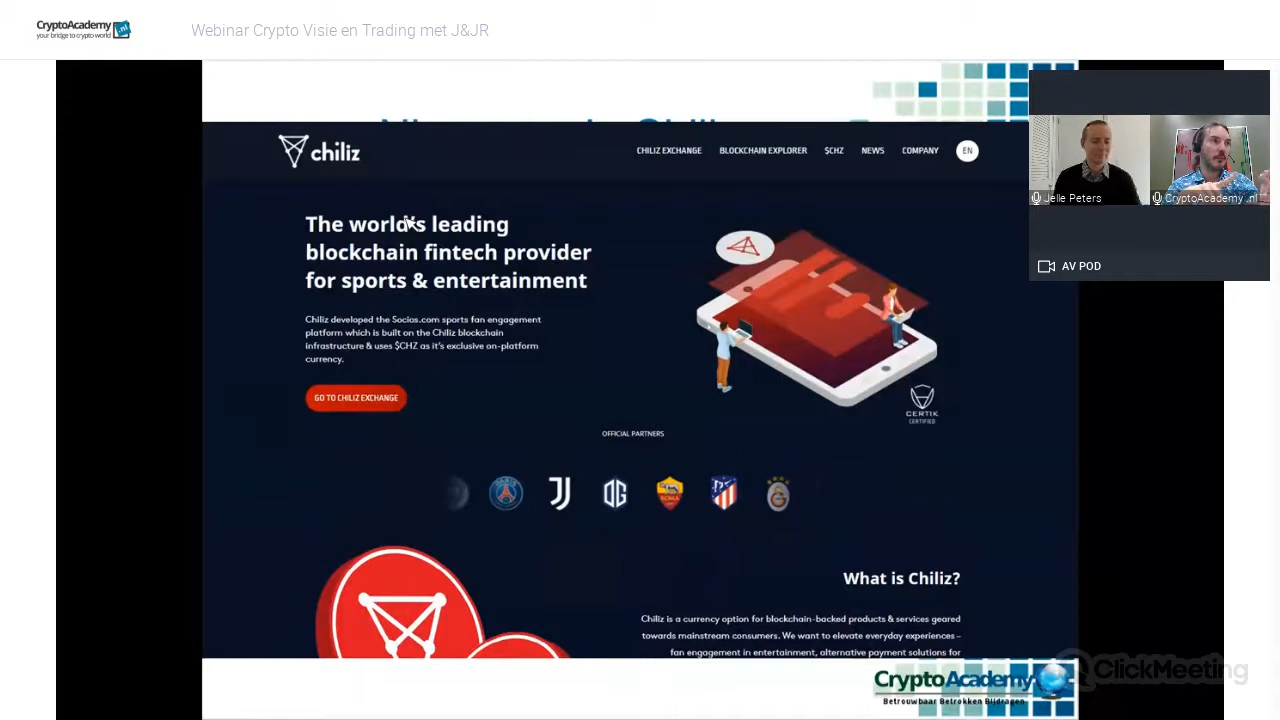 CryptoAcademy .nl
your bridge to crypto world
Webinar Crypto Visie en Trading met J&JR
chiliz
CHILIZ EXCHANGE
BLOCKCHAIN EXPLORER
$CHZ
NEWS
COMPANY
EN
Jelle Peters
CryptoAcademy .nl
AV POD
The world's leading
blockchain fintech provider
for sports & entertainment
Chiliz developed the Socios.com sports fan engagement
platform which is built on the Chiliz blockchain
infrastructure & uses $CHZ as it's exclusive on-platform
currency.
GO TO CHILIZ EXCHANGE
CERTIK
CERTIFIED
OFFICIAL PARTNERS
PARIS
OG
ROMA
What is Chiliz?
Chiliz is a currency option for blockchain-backed products & services geared
towards mainstream consumers. We want to elevate everyday experiences –
fan engagement in entertainment, alternative payment solutions for
ClickMeeting
CryptoAcademy
Betrouwbaar Betrokken Bijdragen